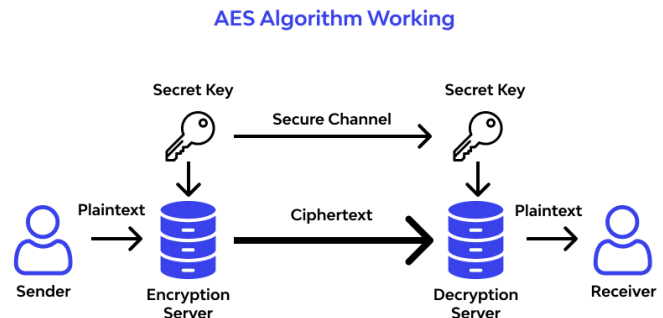 AES Algorithm Working
Secret Key
Secret Key
Secure Channel
Plaintext
Ciphertext
Plaintext
Sender
Encryption
Server
Decryption
Server
Receiver